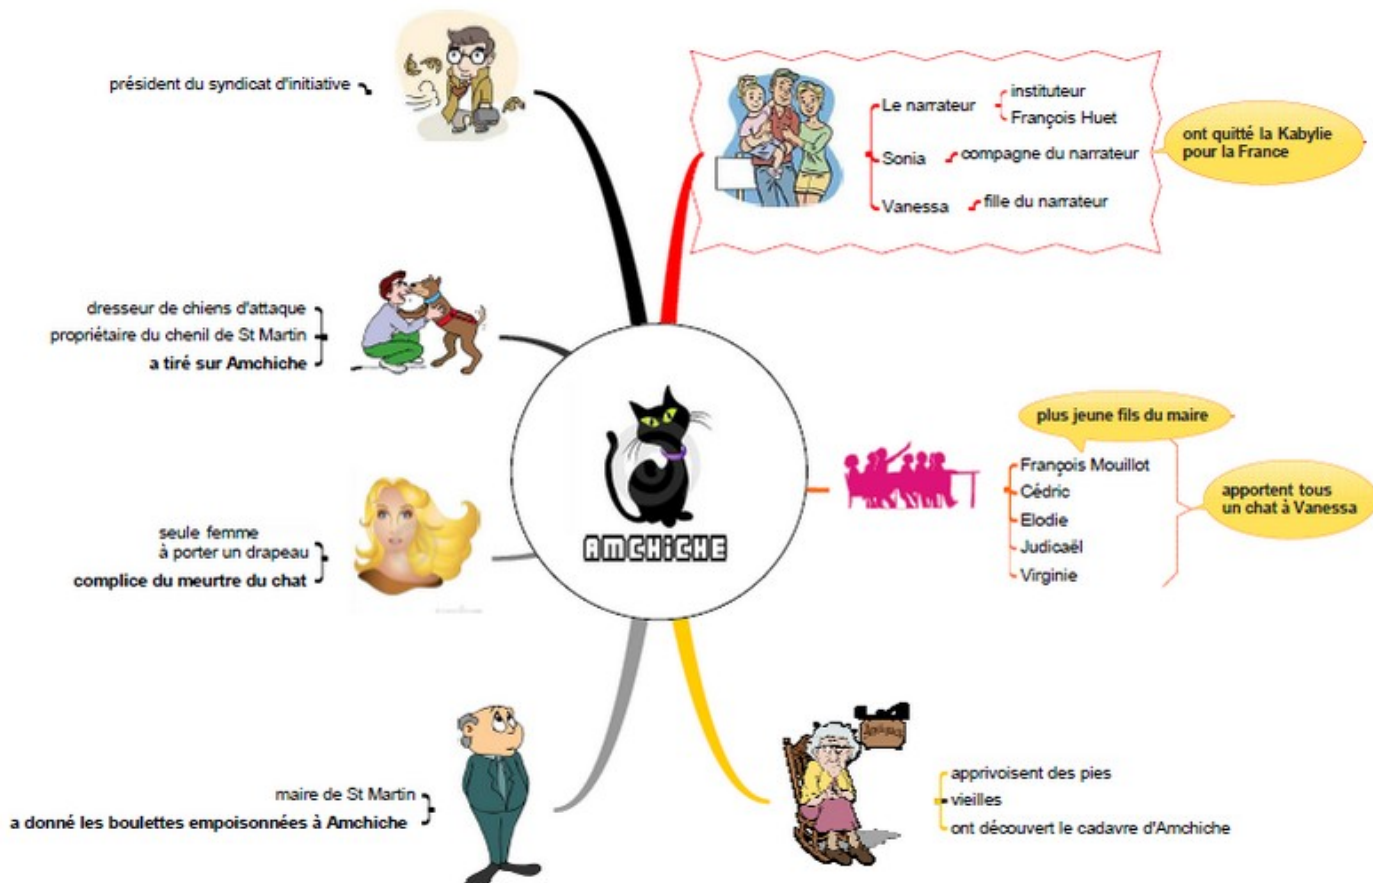 président du syndicat d'initiative
dresseur de chiens d'attaque
propriétaire du chenil de St Martin
a tiré sur Amchiche
seule femme
à porter un drapeau
complice du meurtre du chat
maire de St Martin
a donné les boulettes empoisonnées à Amchiche
AMCHICHE
Le narrateur
instituteur
François Huet
Sonia
compagne du narrateur
Vanessa
fille du narrateur
ont quitté la Kabylie
pour la France
plus jeune fils du maire
François Mouillot
Cédric
Elodie
Judicaël
Virginie
apportent tous
un chat à Vanessa
apprivoisent des pies
vieilles
ont découvert le cadavre d'Amchiche